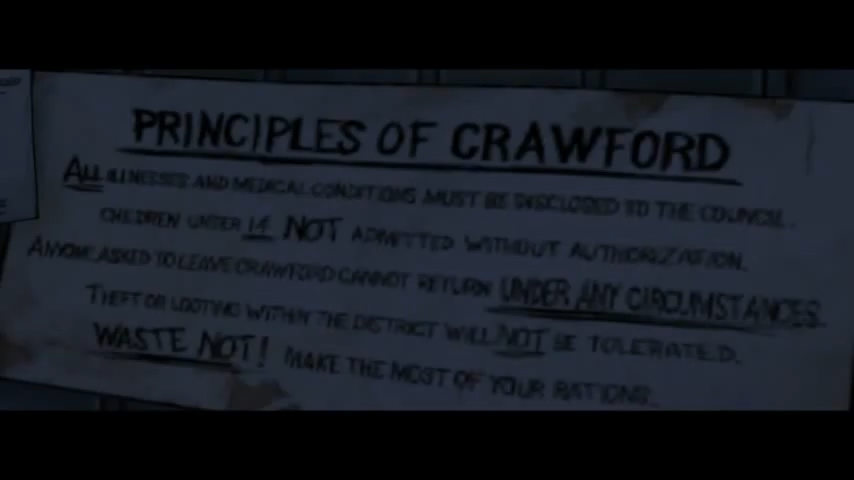 PRINCIPLES OF CRAWFORD
ALL ILLNESSES AND MEDICAL CONDITIONS MUST BE DISCLOSED TO THE COUNCIL.
CHILDREN UNDER 14 NOT ADMITTED WITHOUT AUTHORIZATION.
ANYONE ASKED TO LEAVE CRAWFORD CANNOT RETURN UNDER ANY CIRCUMSTANCES.
THEFT OR LOOTING WITHIN THE DISTRICT WILL NOT BE TOLERATED.
WASTE NOT! MAKE THE MOST OF YOUR RATIONS.